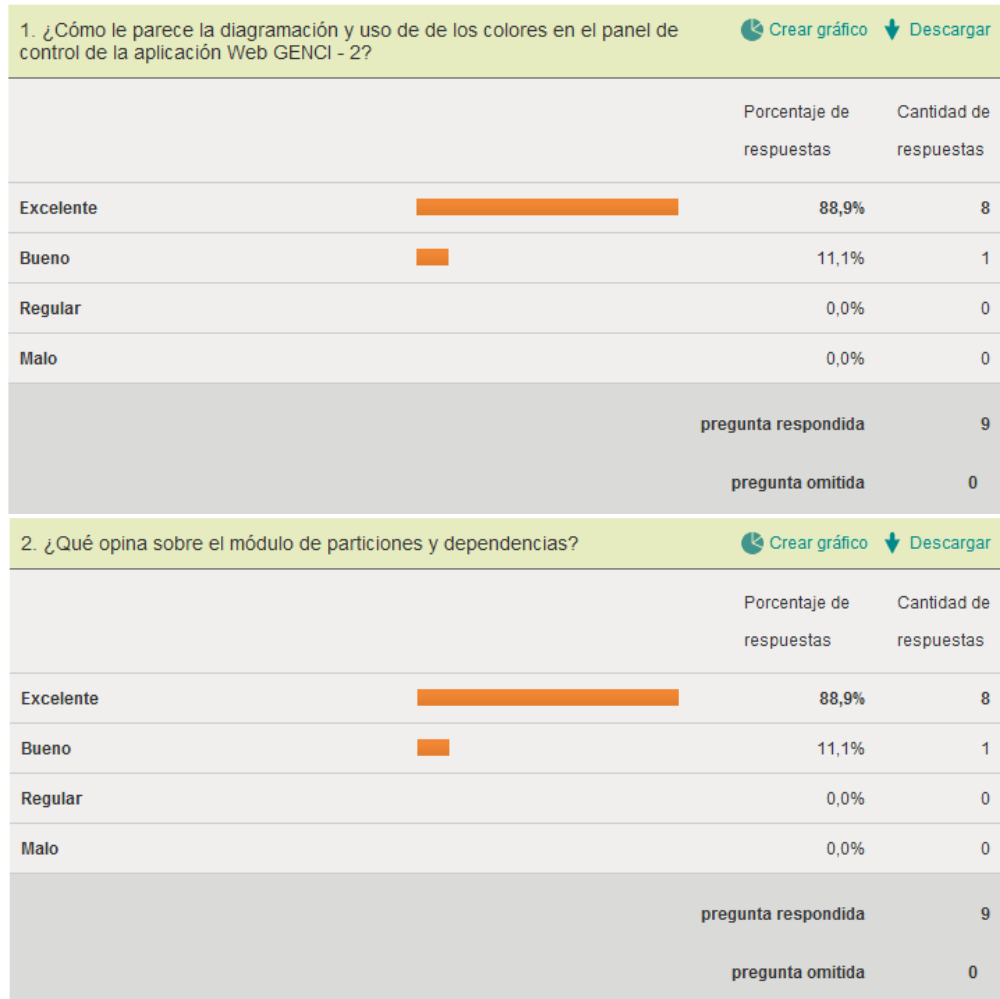 1. ¿Cómo le parece la diagramación y uso de de los colores en el panel de Crear gráfico Descargar
control de la aplicación Web GENCI - 2?
Porcentaje de Cantidad de
respuestas respuestas
Excelente 88,9% 8
Bueno 11,1% 1
Regular 0,0% 0
Malo 0,0% 0
pregunta respondida 9
pregunta omitida 0
2. ¿Qué opina sobre el módulo de particiones y dependencias? Crear gráfico Descargar
Porcentaje de Cantidad de
respuestas respuestas
Excelente 88,9% 8
Bueno 11,1% 1
Regular 0,0% 0
Malo 0,0% 0
pregunta respondida 9
pregunta omitida 0